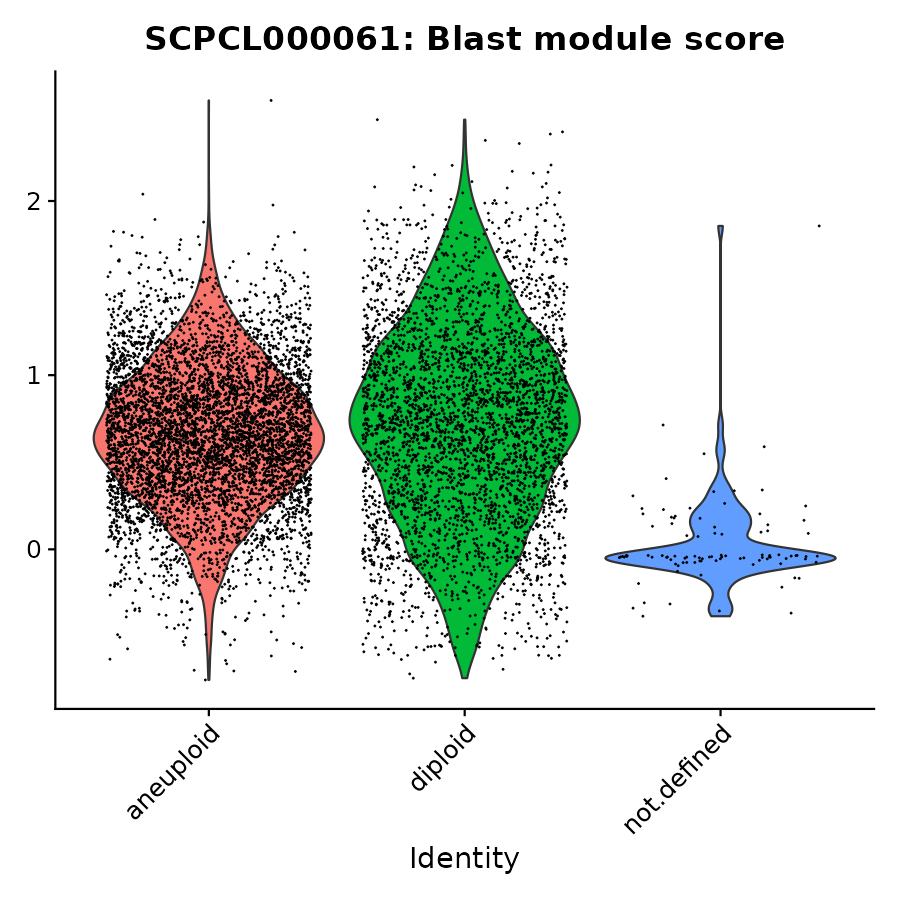 SCPCL000061: Blast module score
2
1
0
aneuploid
diploid
not.defined
Identity